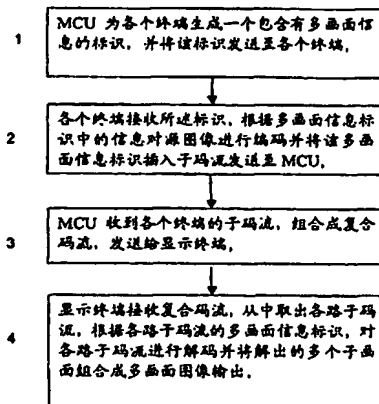 1
MCU 为各个终端生成一个包含有多画面信
息的标识，并将该标识发送至各个终端，
2
各个终端接收所述标识，根据多画面信息标
识中的信息对源图像进行编码并将该多画
面信息标识插入子码流发送至 MCU，
3
MCU 收到各个终端的子码流，组合成复合
码流，发送给显示终端，
4
显示终端接收复合码流，从中取出各路子码
流，根据各路子码流的多画面信息标识，对
各路子码流进行解码并将解出的多个子画
面组合成多画面图像输出，